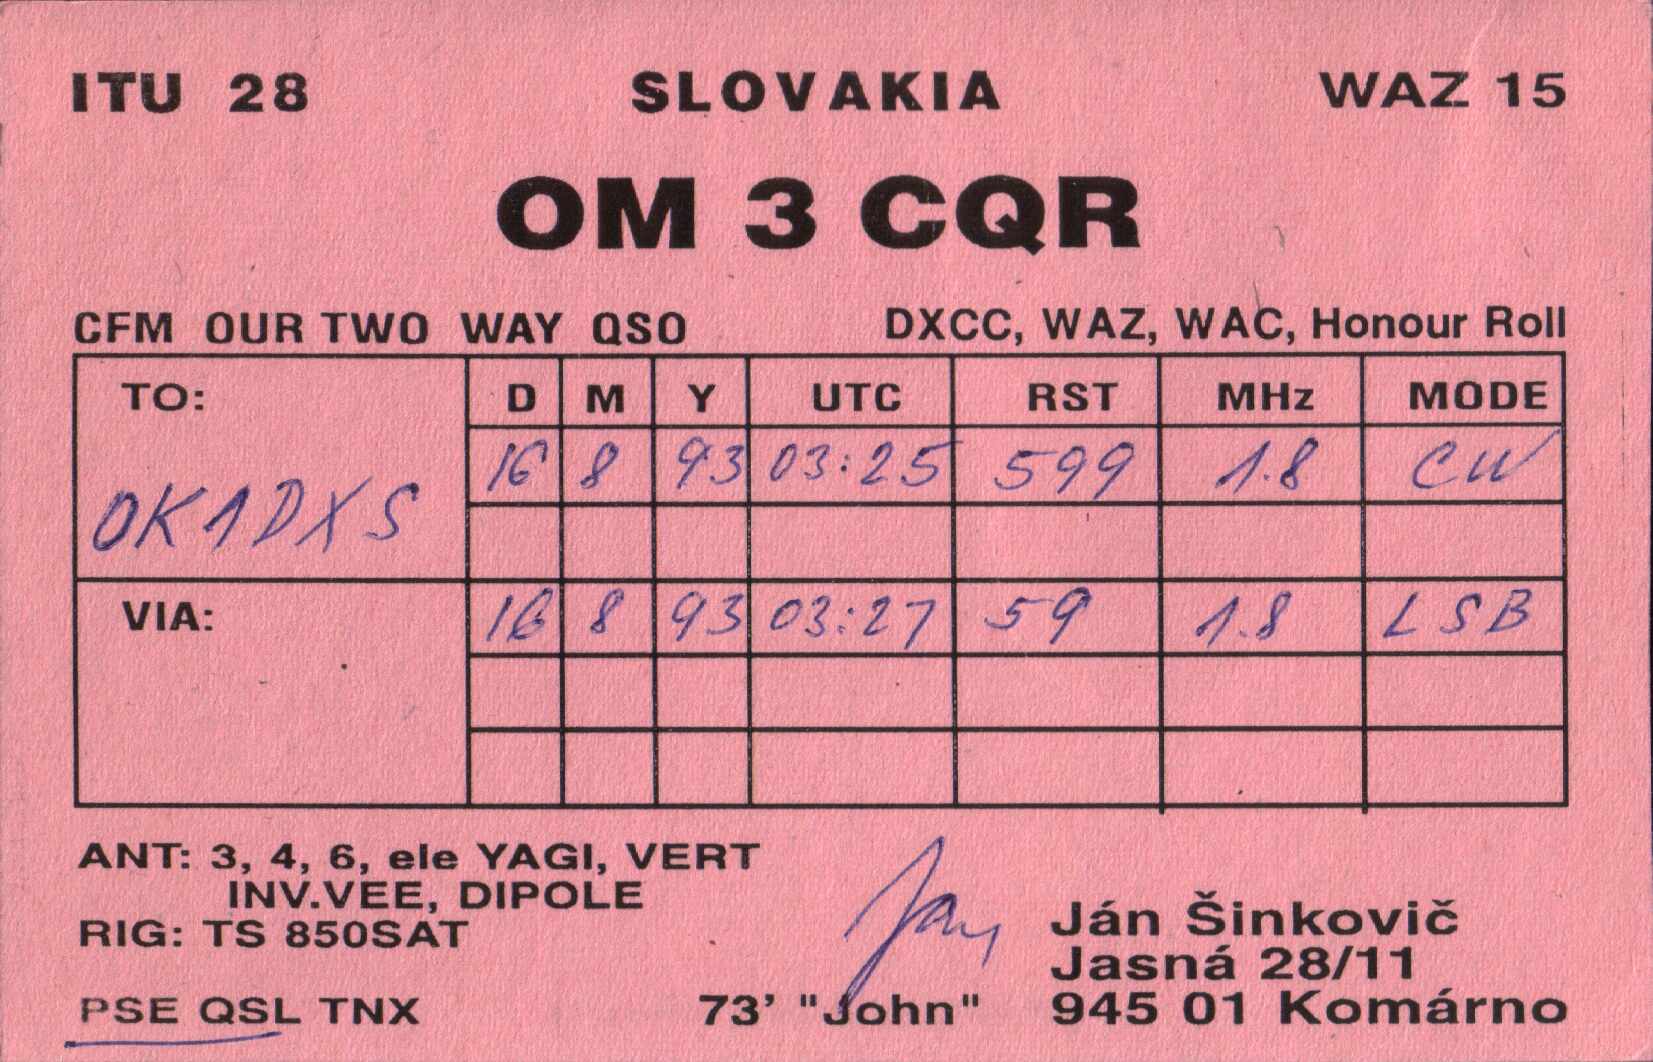 ITU 28 SLOVAKIA WAZ 15
OM 3 CQR
CFM OUR TWO WAY QSO DXCC, WAZ, WAC, Honour Roll
TO: D M Y UTC RST MHz MODE
16 8 93 03:25 599 1.8 CW
OK1DXS
VIA: 16 8 93 03:27 59 1.8 LSB
ANT: 3, 4, 6, ele YAGI, VERT
INV.VEE, DIPOLE
RIG: TS 850SAT
Jan
Ján Šinkovič
Jasná 28/11
PSE QSL TNX 73' "John" 945 01 Komárno